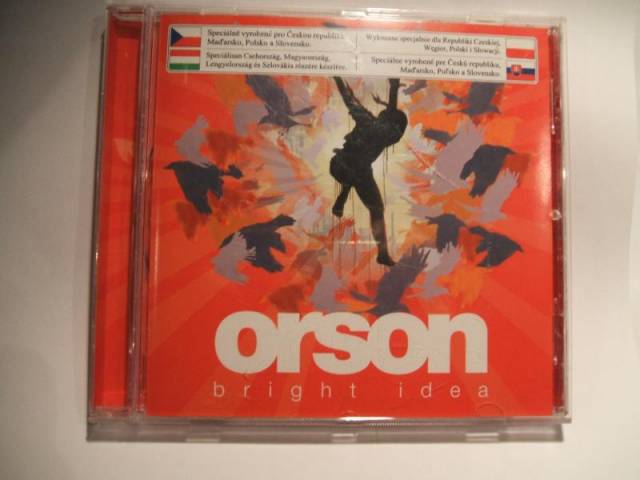 Speciálně vyrobené pro Českou republiku,
Maďarsko, Polsko a Slovensko.
Speciálisan Csehország, Magyarország,
Lengyelország és Szlovákia részére készítve.
Wykonane specjalnie dla Republiki Czeskiej,
Węgier, Polski i Słowacji.
Speciálne vyrobené pre Českú republiku,
Maďarsko, Poľsko a Slovensko.
orson
bright idea